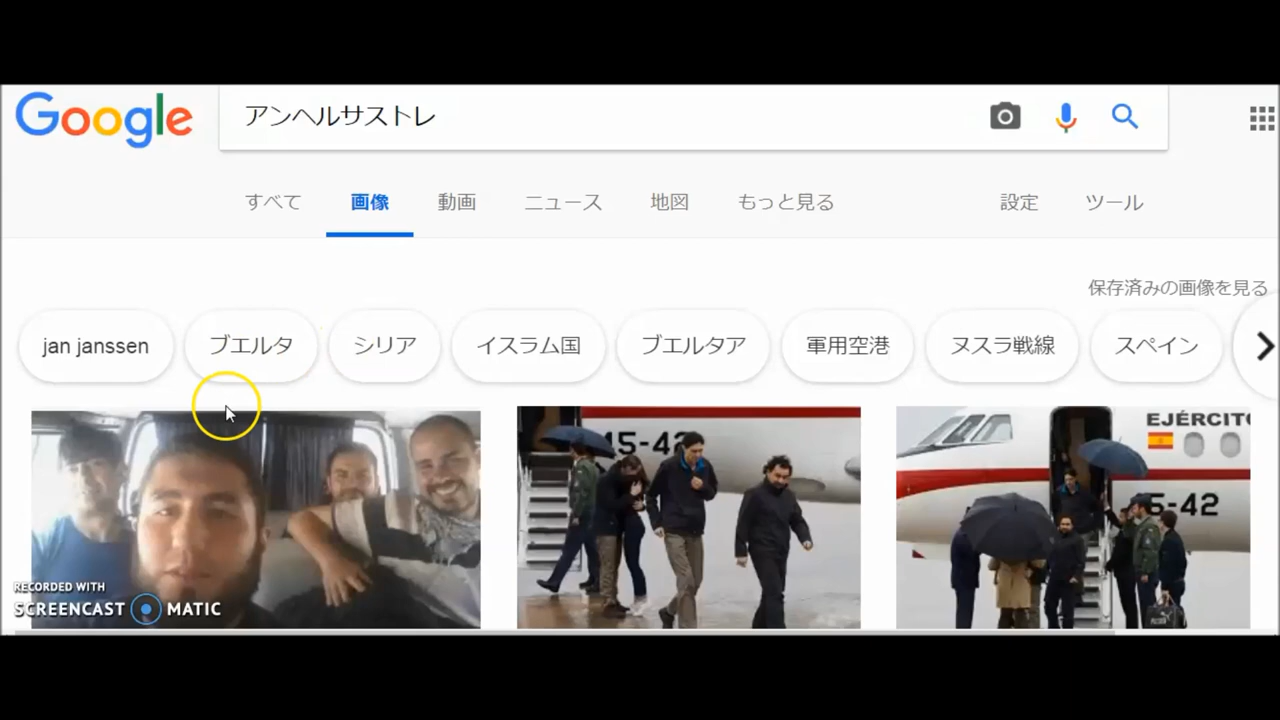 Google
アンヘルサストレ
すべて 画像 動画 ニュース 地図 もっと見る 設定 ツール
保存済みの画像を見る
jan janssen ブエルタ シリア イスラム国 ブエルタア 軍用空港 ヌスラ戦線 スペイン
45-42
EJÉRCITO
45-42
RECORDED WITH
SCREENCAST MATIC